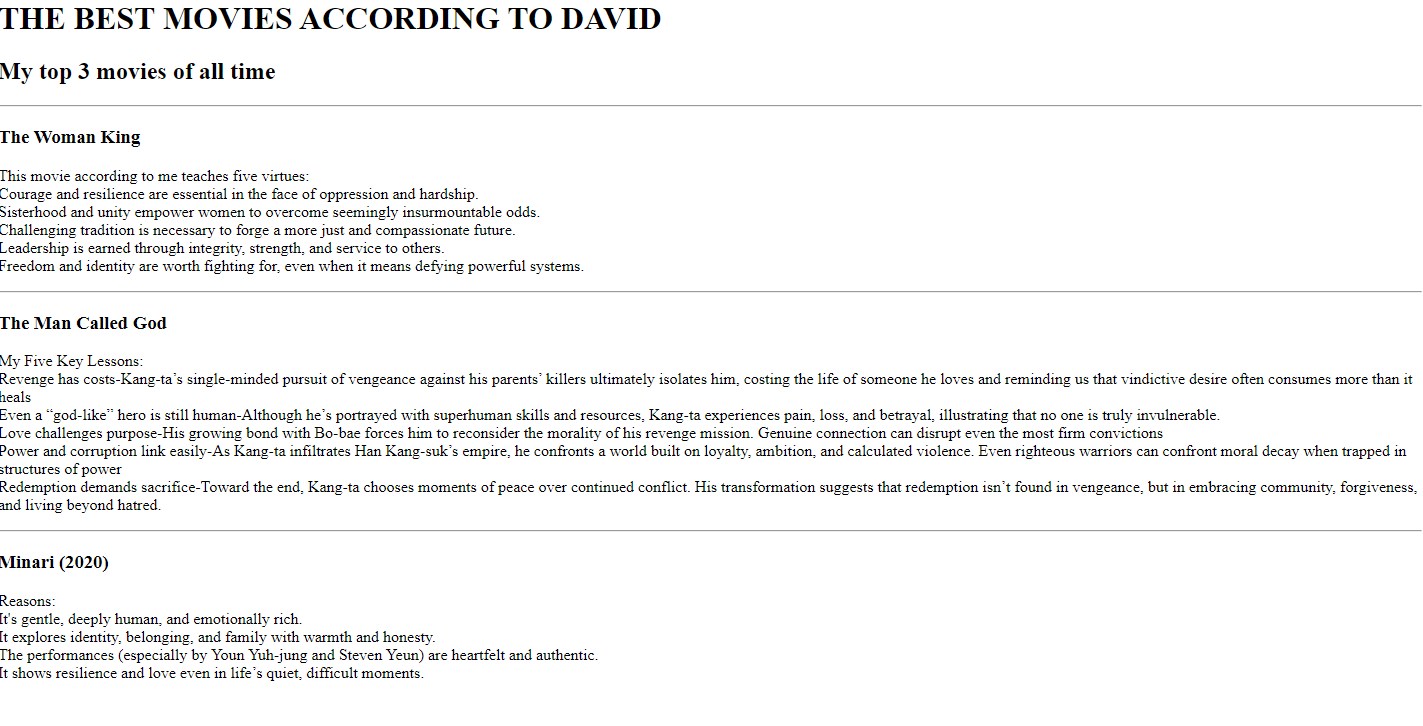 THE BEST MOVIES ACCORDING TO DAVID
My top 3 movies of all time
The Woman King
This movie according to me teaches five virtues:
Courage and resilience are essential in the face of oppression and hardship.
Sisterhood and unity empower women to overcome seemingly insurmountable odds.
Challenging tradition is necessary to forge a more just and compassionate future.
Leadership is earned through integrity, strength, and service to others.
Freedom and identity are worth fighting for, even when it means defying powerful systems.
The Man Called God
My Five Key Lessons:
Revenge has costs-Kang-ta’s single-minded pursuit of vengeance against his parents’ killers ultimately isolates him, costing the life of someone he loves and reminding us that vindictive desire often consumes more than it
heals
Even a “god-like” hero is still human-Although he’s portrayed with superhuman skills and resources, Kang-ta experiences pain, loss, and betrayal, illustrating that no one is truly invulnerable.
Love challenges purpose-His growing bond with Bo-bae forces him to reconsider the morality of his revenge mission. Genuine connection can disrupt even the most firm convictions
Power and corruption link easily-As Kang-ta infiltrates Han Kang-suk’s empire, he confronts a world built on loyalty, ambition, and calculated violence. Even righteous warriors can confront moral decay when trapped in
structures of power
Redemption demands sacrifice-Toward the end, Kang-ta chooses moments of peace over continued conflict. His transformation suggests that redemption isn’t found in vengeance, but in embracing community, forgiveness,
and living beyond hatred.
Minari (2020)
Reasons:
It's gentle, deeply human, and emotionally rich.
It explores identity, belonging, and family with warmth and honesty.
The performances (especially by Youn Yuh-jung and Steven Yeun) are heartfelt and authentic.
It shows resilience and love even in life’s quiet, difficult moments.